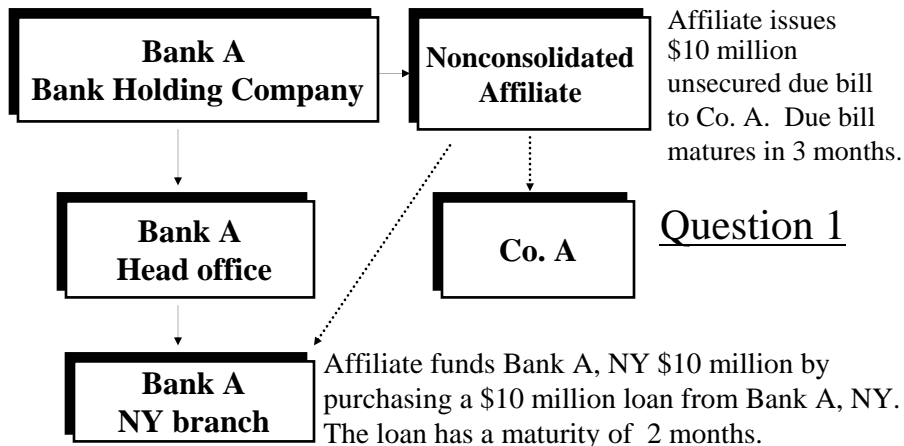 Bank A
Bank Holding Company
Nonconsolidated
Affiliate
Affiliate issues
$10 million
unsecured due bill
to Co. A.  Due bill
matures in 3 months.
Bank A
Head office
Co. A
Question 1
Bank A
NY branch
Affiliate funds Bank A, NY $10 million by
purchasing a $10 million loan from Bank A, NY.
The loan has a maturity of  2 months.